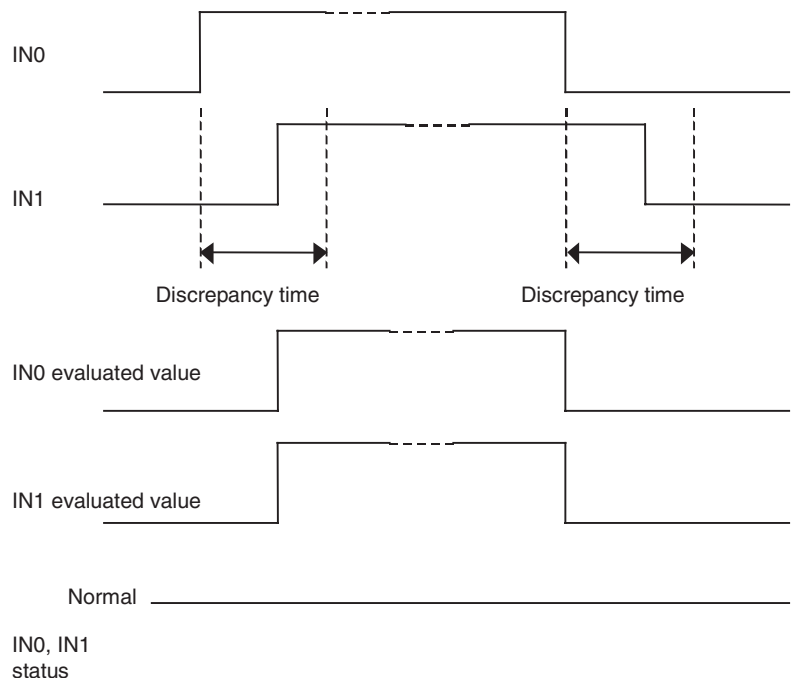 IN0
IN1
Discrepancy time
Discrepancy time
IN0 evaluated value
IN1 evaluated value
Normal
IN0, IN1
status